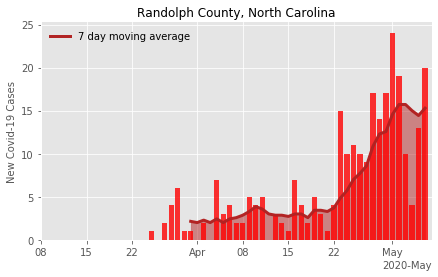 Randolph County, North Carolina
7 day moving average
New Covid-19 Cases
25
20
15
10
5
0
08 15 22 Apr 08 15 22 May
2020-May